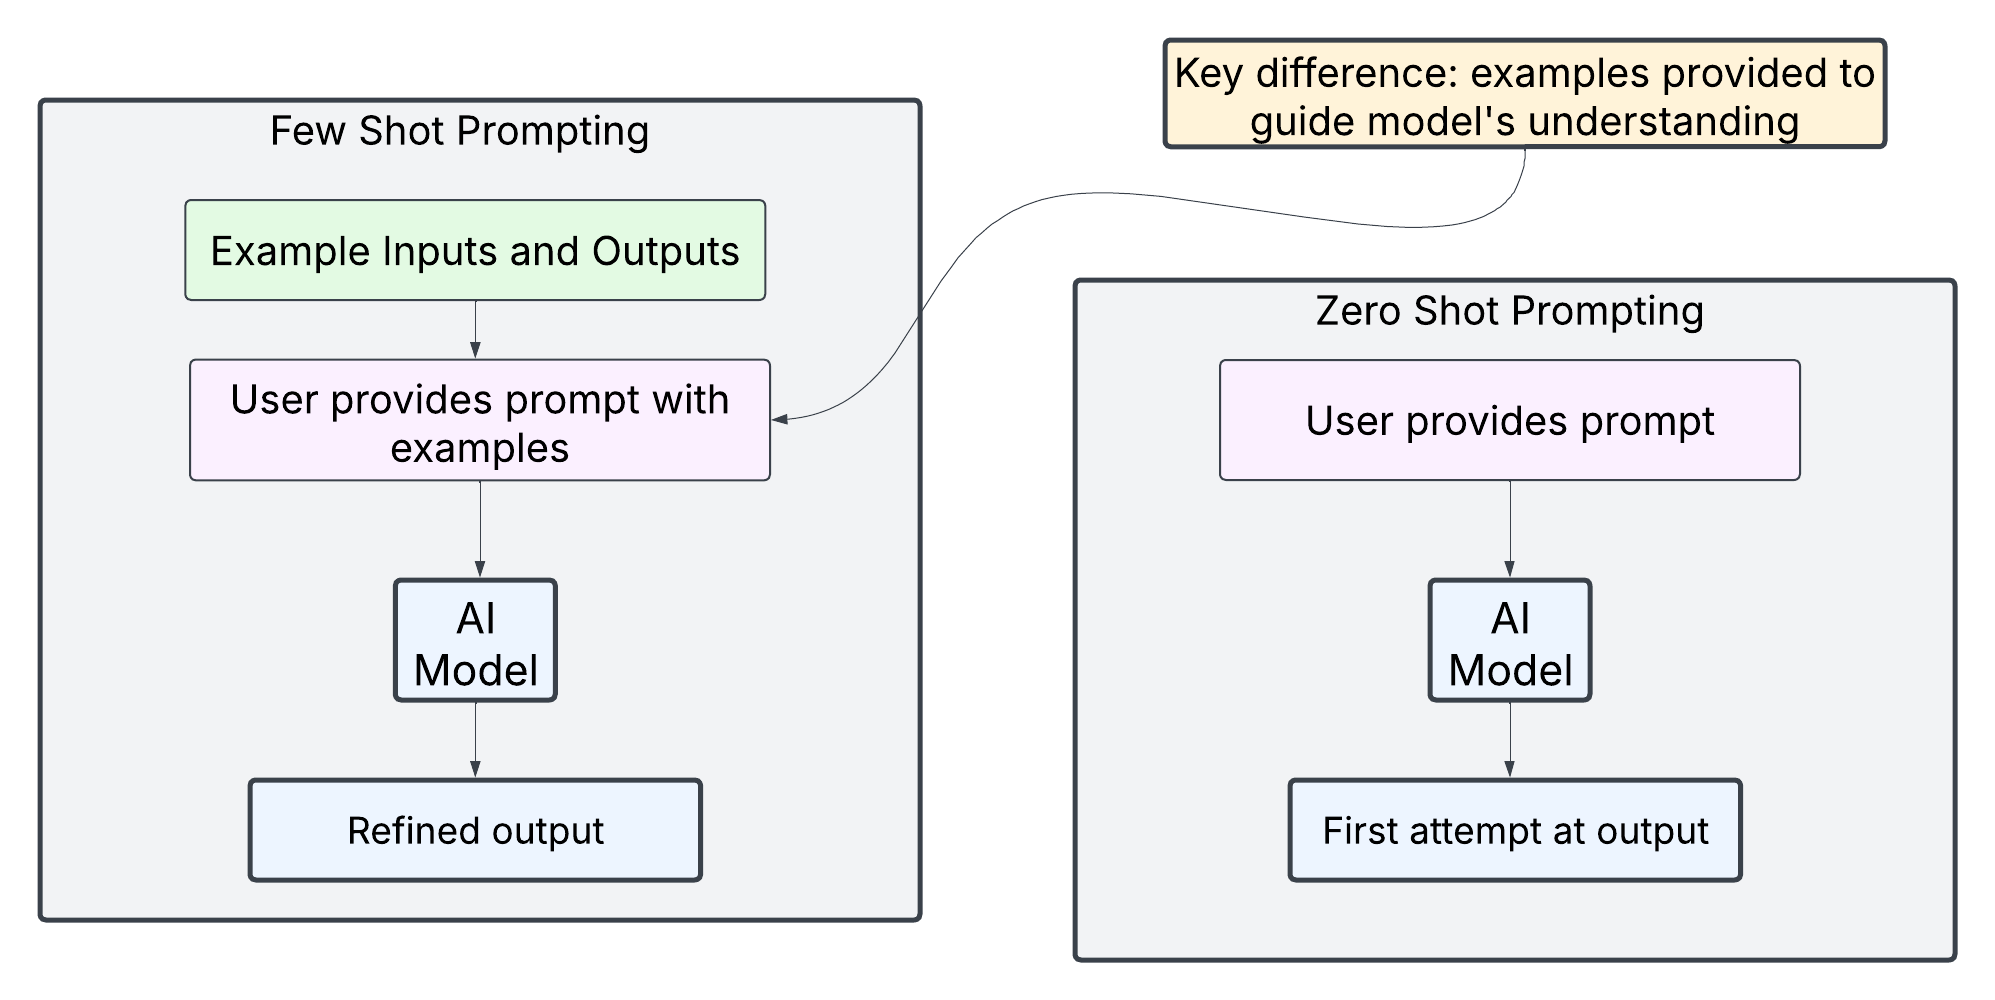 Key difference: examples provided to
guide model's understanding
Few Shot Prompting
Example Inputs and Outputs
User provides prompt with
examples
AI
Model
Refined output
Zero Shot Prompting
User provides prompt
AI
Model
First attempt at output